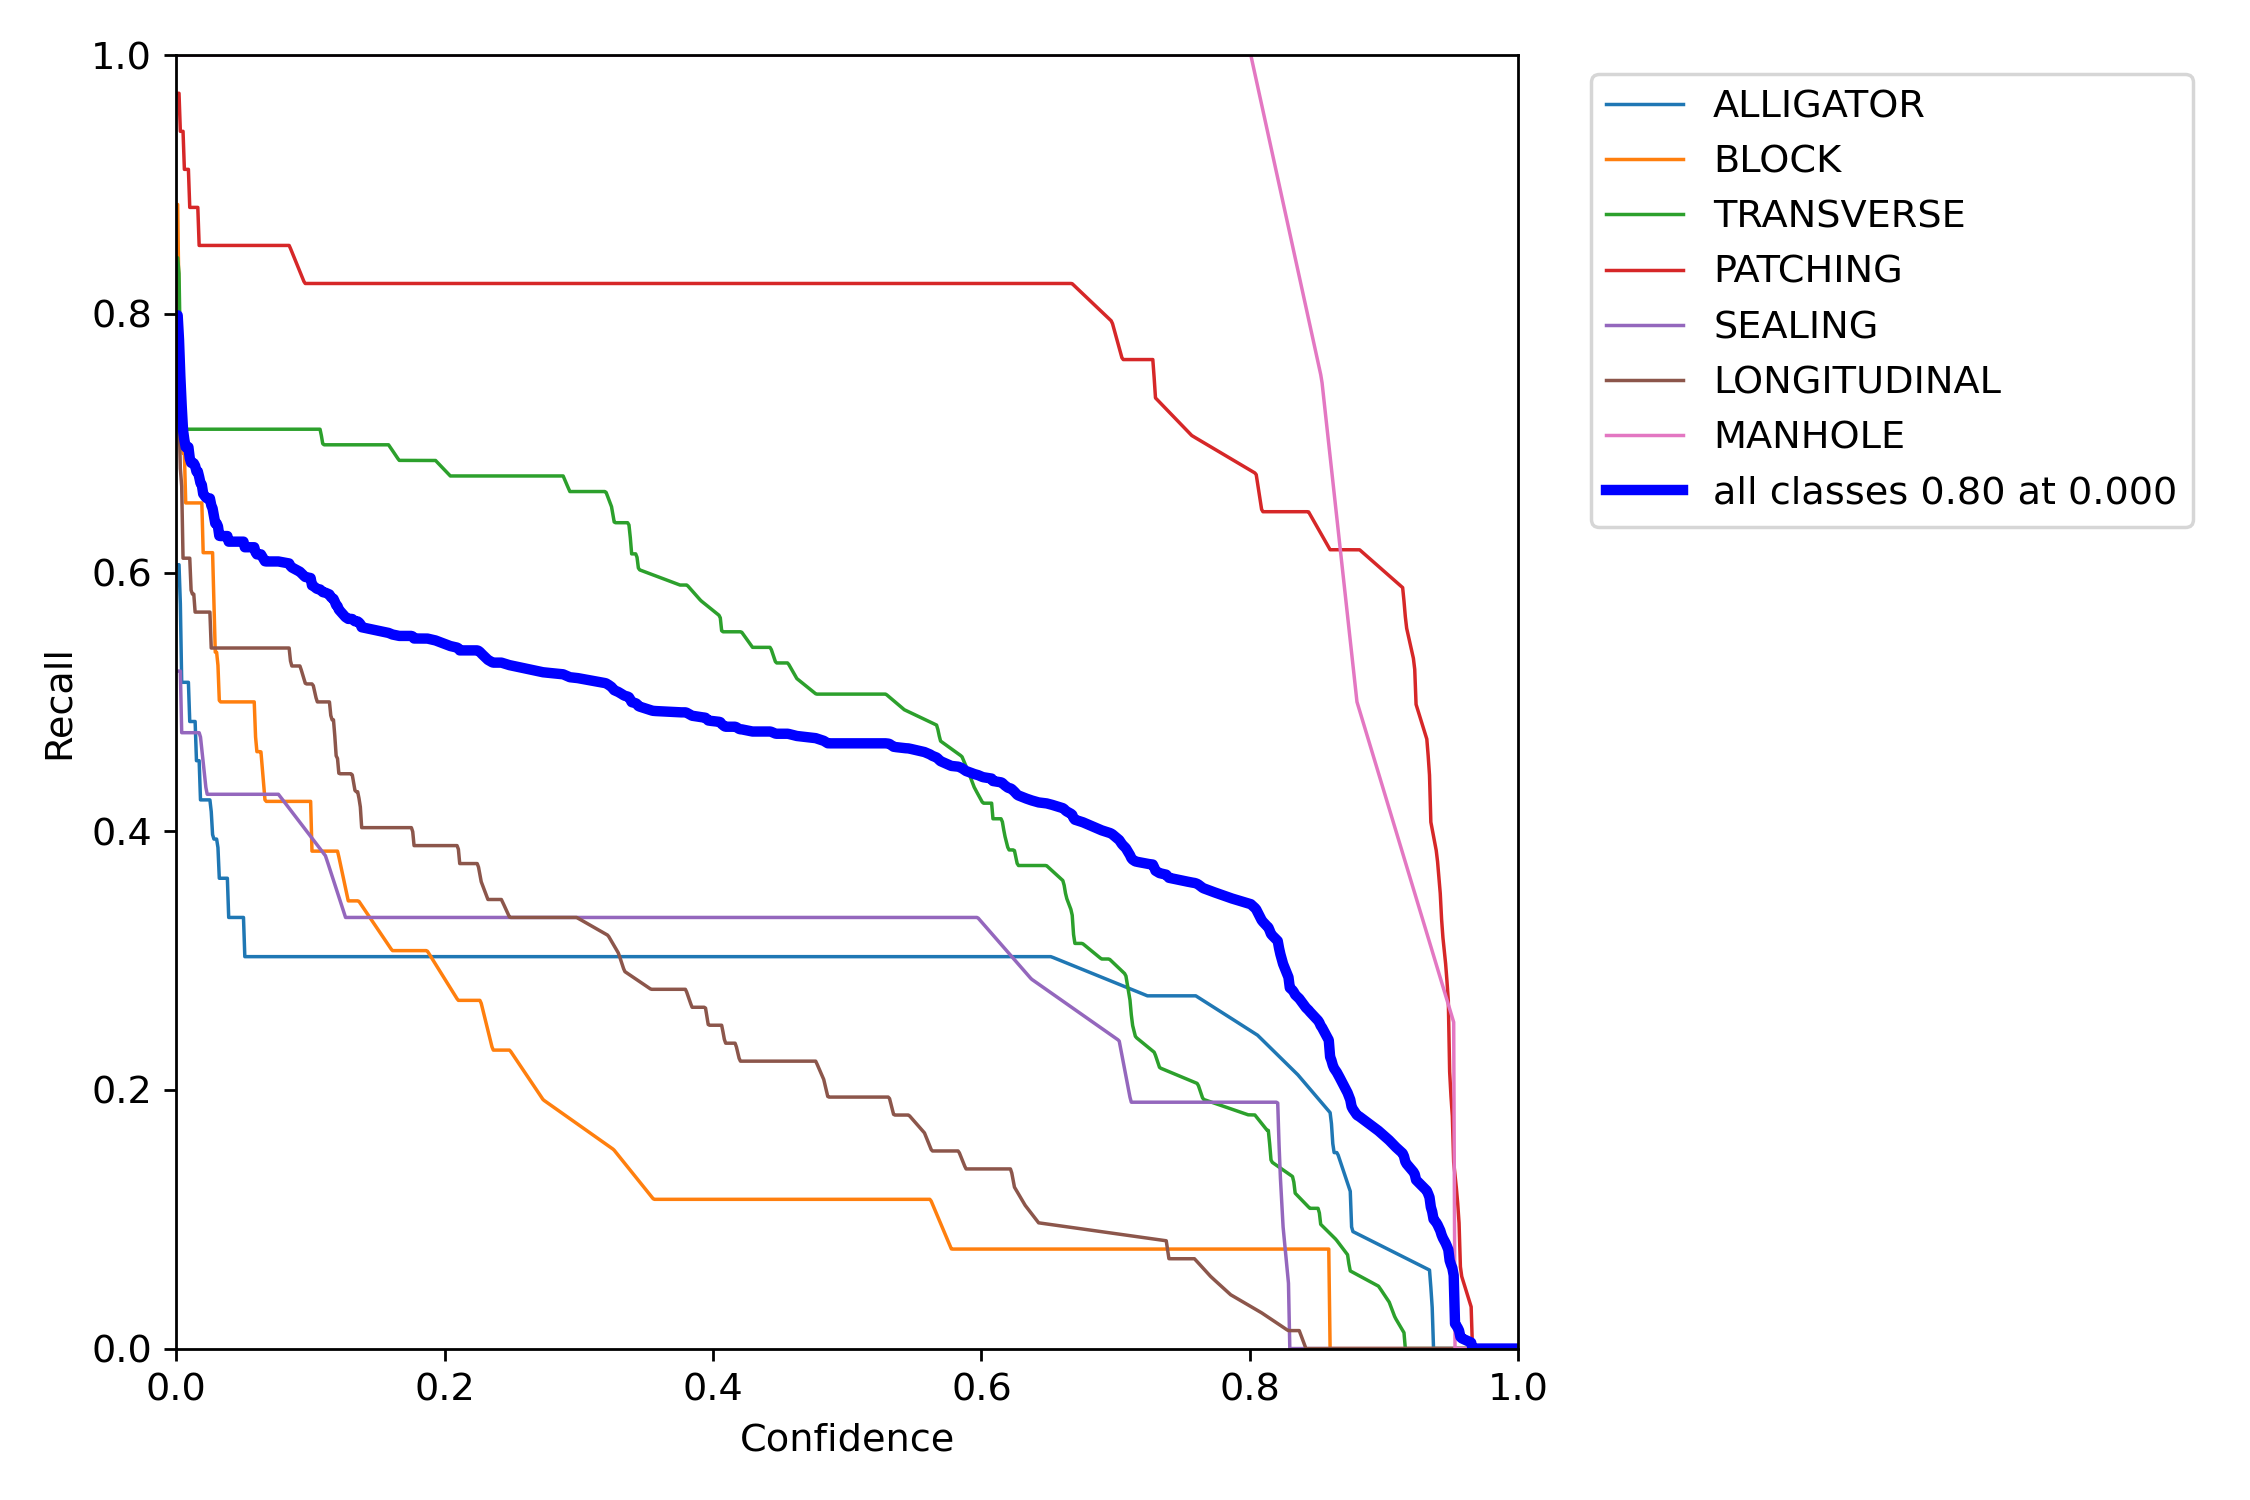 1.0
0.8
0.6
0.4
0.2
0.0
Recall
0.0 0.2 0.4 0.6 0.8 1.0
Confidence
ALLIGATOR
BLOCK
TRANSVERSE
PATCHING
SEALING
LONGITUDINAL
MANHOLE
all classes 0.80 at 0.000